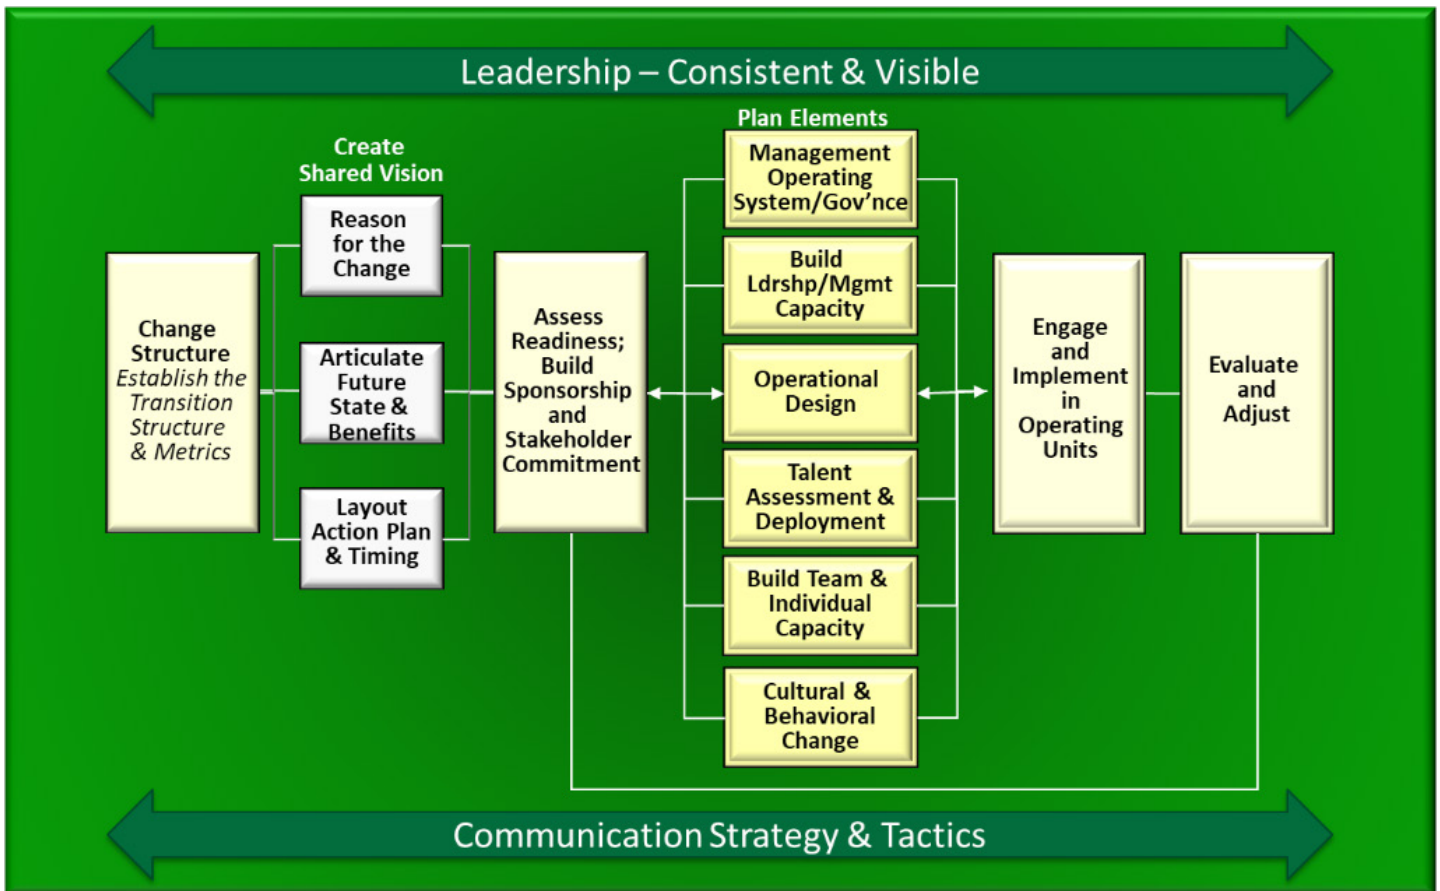 Leadership – Consistent & Visible
Create
Shared Vision
Plan Elements
Change
Structure
Establish the
Transition
Structure
& Metrics
Reason
for the
Change
Articulate
Future
State &
Benefits
Layout
Action Plan
& Timing
Assess
Readiness;
Build
Sponsorship
and
Stakeholder
Commitment
Management
Operating
System/Gov’nce
Build
Ldrshp/Mgmt
Capacity
Operational
Design
Talent
Assessment &
Deployment
Build Team &
Individual
Capacity
Cultural &
Behavioral
Change
Engage
and
Implement
in
Operating
Units
Evaluate
and
Adjust
Communication Strategy & Tactics